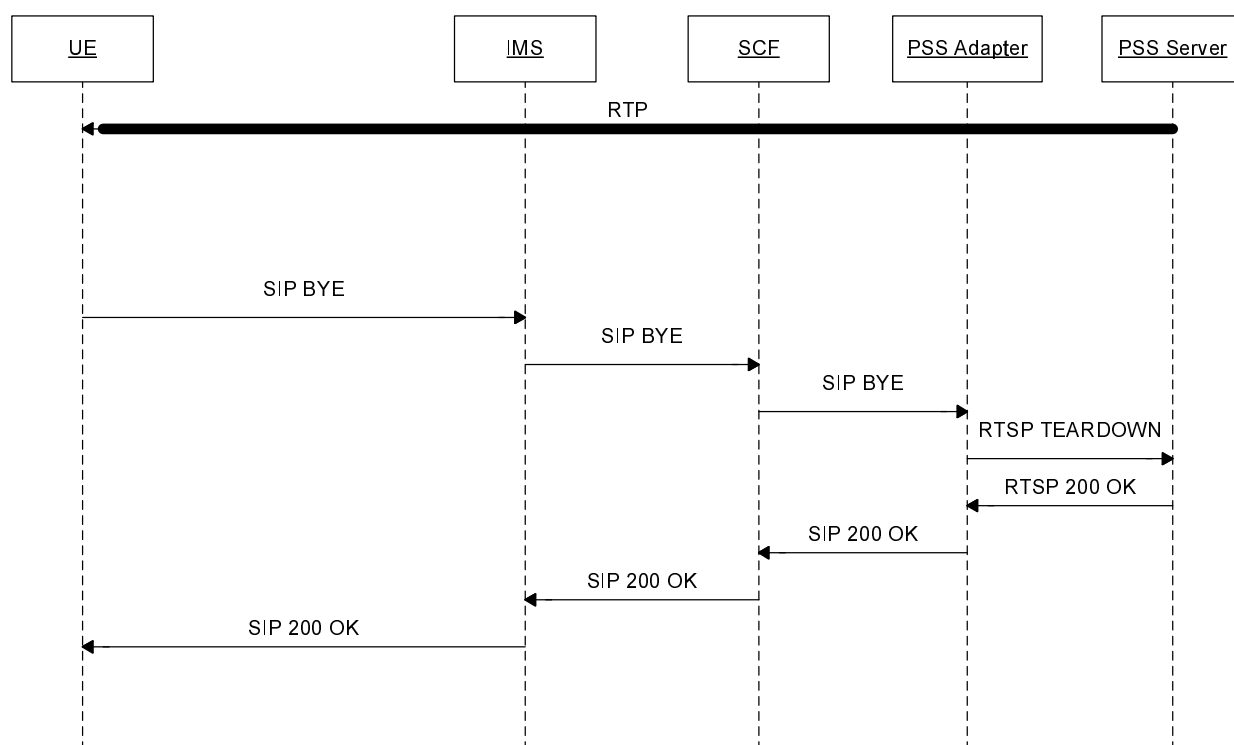 UE
IMS
SCF
PSS Adapter
PSS Server
RTP
SIP BYE
SIP BYE
SIP BYE
RTSP TEARDOWN
RTSP 200 OK
SIP 200 OK
SIP 200 OK
SIP 200 OK